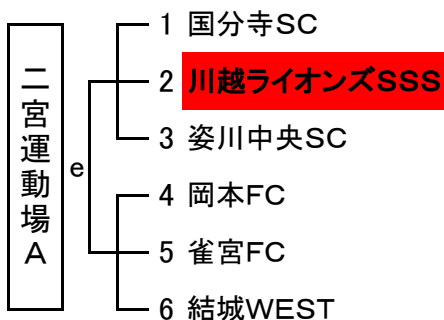 二宮運動場A
e
1 国分寺SC
2 川越ライオンズSSS
3 姿川中央SC
4 岡本FC
5 雀宮FC
6 結城WEST